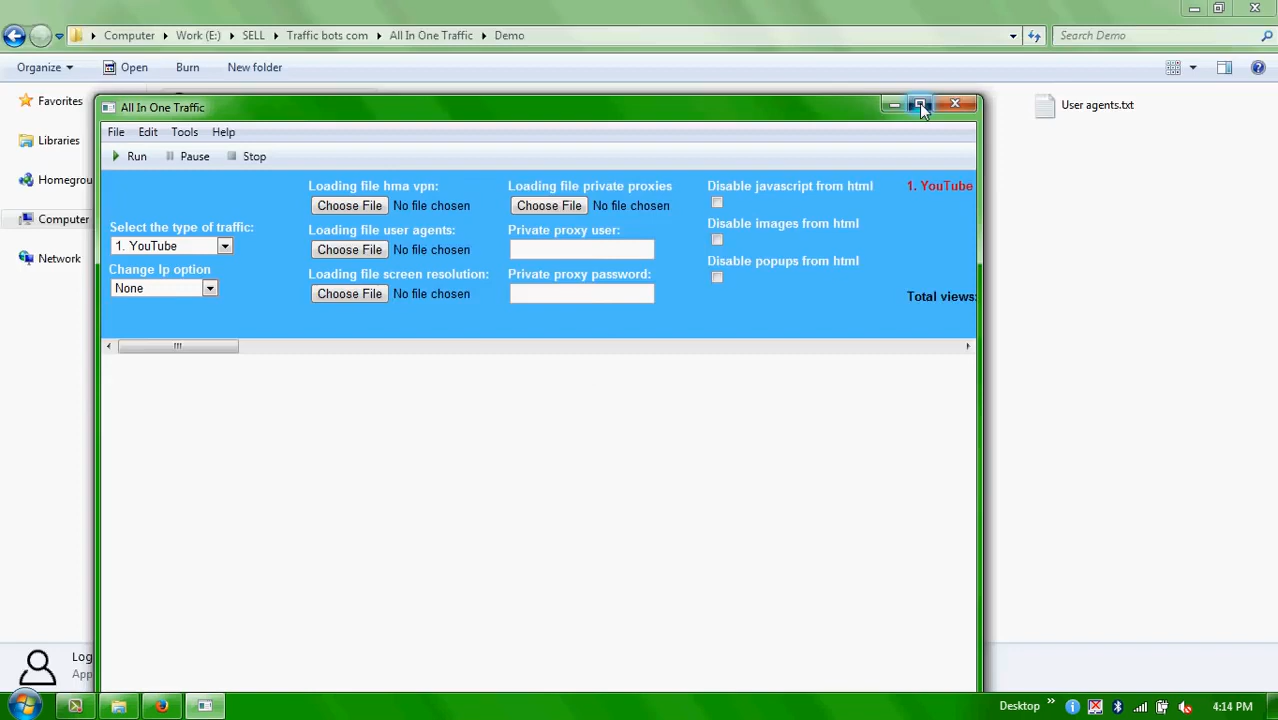 Computer Work (E:) SELL Traffic bots com All In One Traffic Demo Search Demo
Organize Open Burn New folder
Favorites
Libraries
Homegrou
Computer
Network
User agents.txt
All In One Traffic
File Edit Tools Help
Run Pause Stop
Select the type of traffic:
1. YouTube
Change Ip option
None
Loading file hma vpn:
Choose File No file chosen
Loading file user agents:
Choose File No file chosen
Loading file screen resolution:
Choose File No file chosen
Loading file private proxies
Choose File No file chosen
Private proxy user:
Private proxy password:
Disable javascript from html
Disable images from html
Disable popups from html
1. YouTube
Total views:
Log
App
Desktop » 4:14 PM